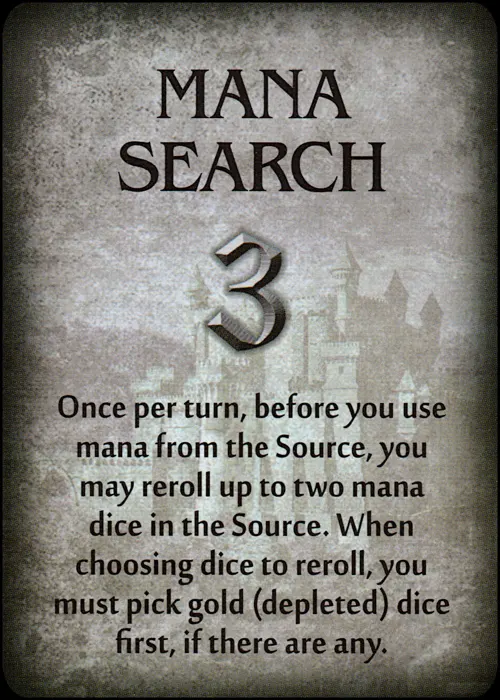 MANA
SEARCH
3
Once per turn, before you use
mana from the Source, you
may reroll up to two mana
dice in the Source. When
choosing dice to reroll, you
must pick gold (depleted) dice
first, if there are any.